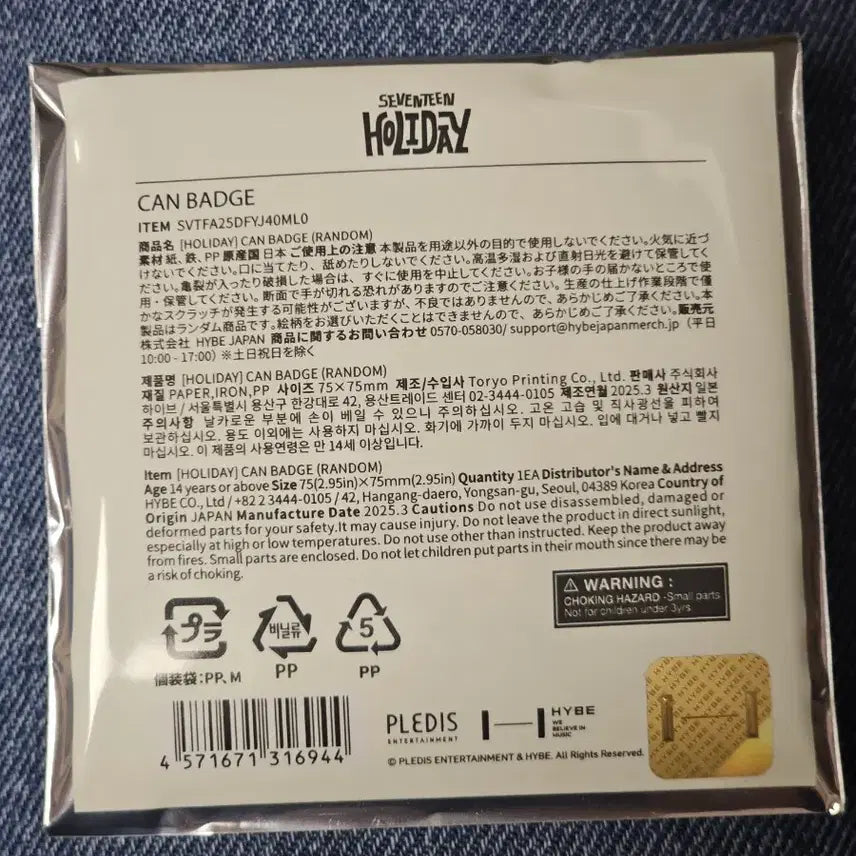 SEVENTEEN
HOLIDAY
CAN BADGE
ITEM SVTFA25DFYJ40ML0
商品名 [HOLIDAY] CAN BADGE (RANDOM)
素材 紙、鉄、PP 原産国 日本 ご使用上の注意 本製品を用途以外の目的で使用しないでください。火気に近づ
けないでください。口に当てたり、舐めたりしないでください。高温多湿および直射日光を避けて保管してく
ださい。亀裂が入ったり破損した場合は、すぐに使用を中止してください。お子様の手の届かないところで使
用・保管してください。断面で手が切れる恐れがありますのでご注意ください。生産の仕上げ作業段階で僅
かなスクラッチが発生する可能性がございますが、不良ではありませんので、あらかじめご了承ください。本
製品はランダム商品です。絵柄をお選びいただくことはできませんので、あらかじめご了承ください。販売元
株式会社 HYBE JAPAN 商品に関するお問い合わせ 0570-058030/ support@hybejapanmerch.jp (平日
10:00 - 17:00) ※土日祝日を除く
제품명 [HOLIDAY] CAN BADGE (RANDOM)
재질 PAPER,IRON,PP 사이즈 75×75mm 제조/수입사 Toryo Printing Co., Ltd. 판매사 주식회사
하이브 / 서울특별시 용산구 한강대로 42, 용산트레이드 센터 02-3444-0105 제조연월 2025.3 원산지 일본
주의사항 날카로운 부분에 손이 베일 수 있으니 주의하십시오. 고온 고습 및 직사광선을 피하여
보관하십시오. 용도 이외에는 사용하지 마십시오. 화기에 가까이 두지 마십시오. 입에 대거나 넣고 빨지
마십시오. 이 제품의 사용연령은 만 14세 이상입니다.
Item [HOLIDAY] CAN BADGE (RANDOM)
Age 14 years or above Size 75(2.95in)×75mm(2.95in) Quantity 1EA Distributor's Name & Address
HYBE CO., Ltd / +82 2 3444-0105 / 42, Hangang-daero, Yongsan-gu, Seoul, 04389 Korea Country of
Origin JAPAN Manufacture Date 2025.3 Cautions Do not use disassembled, damaged or
deformed parts for your safety.It may cause injury. Do not leave the product in direct sunlight,
especially at high or low temperatures. Do not use other than instructed. Keep the product away
from fires. Small parts are enclosed. Do not let children put parts in their mouth since there may be
a risk of choking.
⚠ WARNING :
CHOKING HAZARD -Small parts
Not for children under 3yrs
プラ
個装袋:PP、M
비닐류
PP
5
PP
4 571671 316944
PLEDIS
ENTERTAINMENT
HYBE
WE
BELIEVE IN
MUSIC
© PLEDIS ENTERTAINMENT & HYBE. All Rights Reserved.